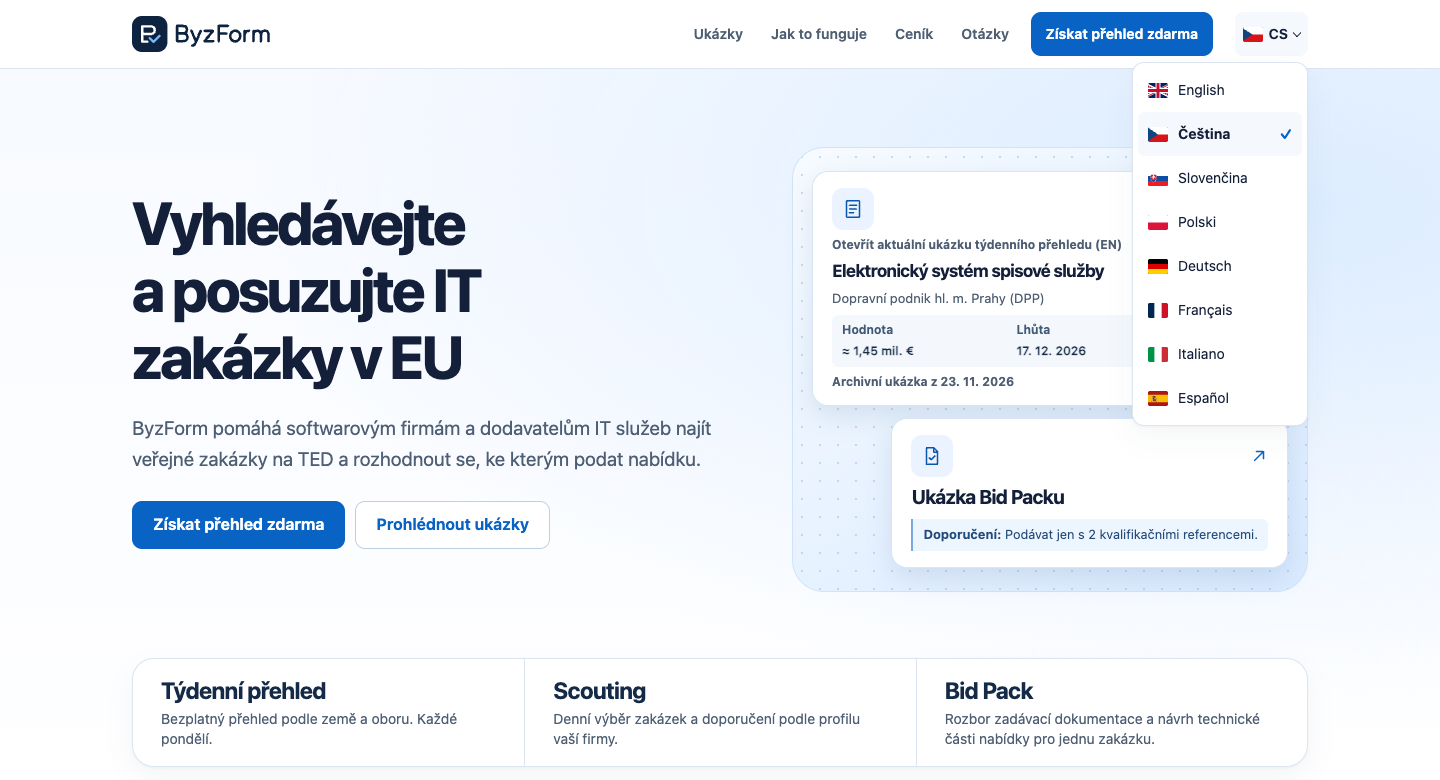 ByzForm
Ukázky
Jak to funguje
Ceník
Otázky
Získat přehled zdarma
CS
English
Čeština
Slovenčina
Polski
Deutsch
Français
Italiano
Español
Vyhledávejte
a posuzujte IT
zakázky v EU
ByzForm pomáhá softwarovým firmám a dodavatelům IT služeb najít
veřejné zakázky na TED a rozhodnout se, ke kterým podat nabídku.
Získat přehled zdarma
Prohlédnout ukázky
Otevřít aktuální ukázku týdenního přehledu (EN)
Elektronický systém spisové služby
Dopravní podnik hl. m. Prahy (DPP)
Hodnota
≈ 1,45 mil. €
Lhůta
17. 12. 2026
Archivní ukázka z 23. 11. 2026
Ukázka Bid Packu
Doporučení: Podávat jen s 2 kvalifikačními referencemi.
Týdenní přehled
Bezplatný přehled podle země a oboru. Každé
pondělí.
Scouting
Denní výběr zakázek a doporučení podle profilu
vaší firmy.
Bid Pack
Rozbor zadávací dokumentace a návrh technické
části nabídky pro jednu zakázku.